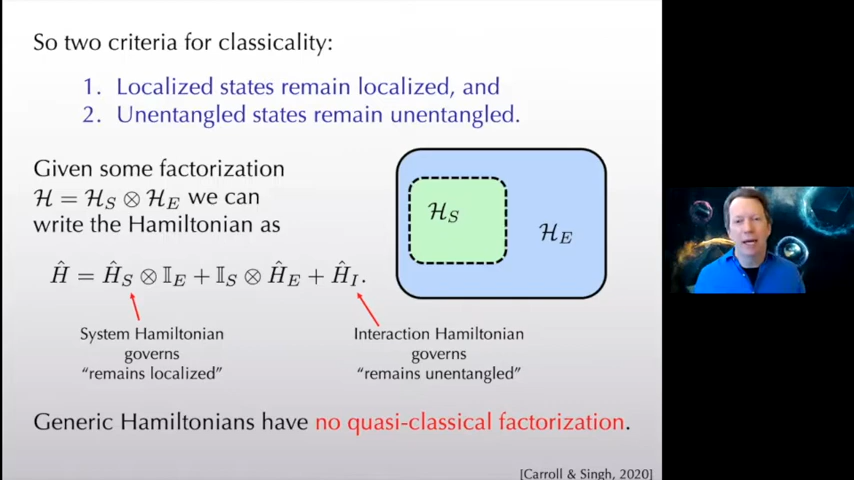 So two criteria for classicality:
1. Localized states remain localized, and
2. Unentangled states remain unentangled.
Given some factorization
ℋ = ℋ_S ⊗ ℋ_E we can
write the Hamiltonian as
Ĥ = Ĥ_S ⊗ 𝕀_E + 𝕀_S ⊗ Ĥ_E + Ĥ_I.
ℋ_S
ℋ_E
System Hamiltonian
governs
“remains localized”
Interaction Hamiltonian
governs
“remains unentangled”
Generic Hamiltonians have no quasi-classical factorization.
[Carroll & Singh, 2020]